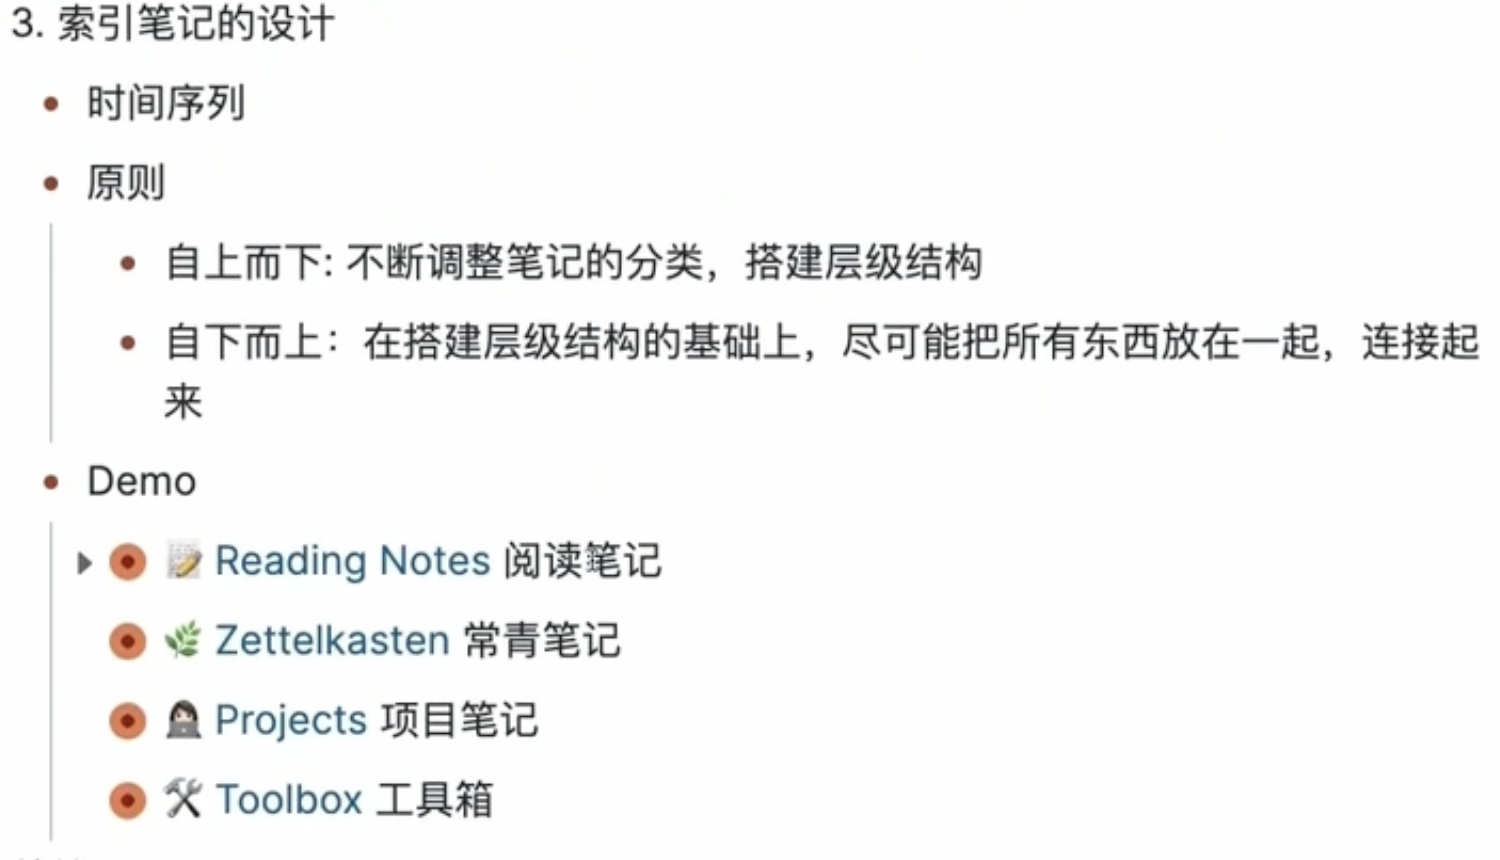 3. 索引笔记的设计
时间序列
原则
自上而下: 不断调整笔记的分类，搭建层级结构
自下而上：在搭建层级结构的基础上，尽可能把所有东西放在一起，连接起
来
Demo
Reading Notes 阅读笔记
Zettelkasten 常青笔记
Projects 项目笔记
Toolbox 工具箱